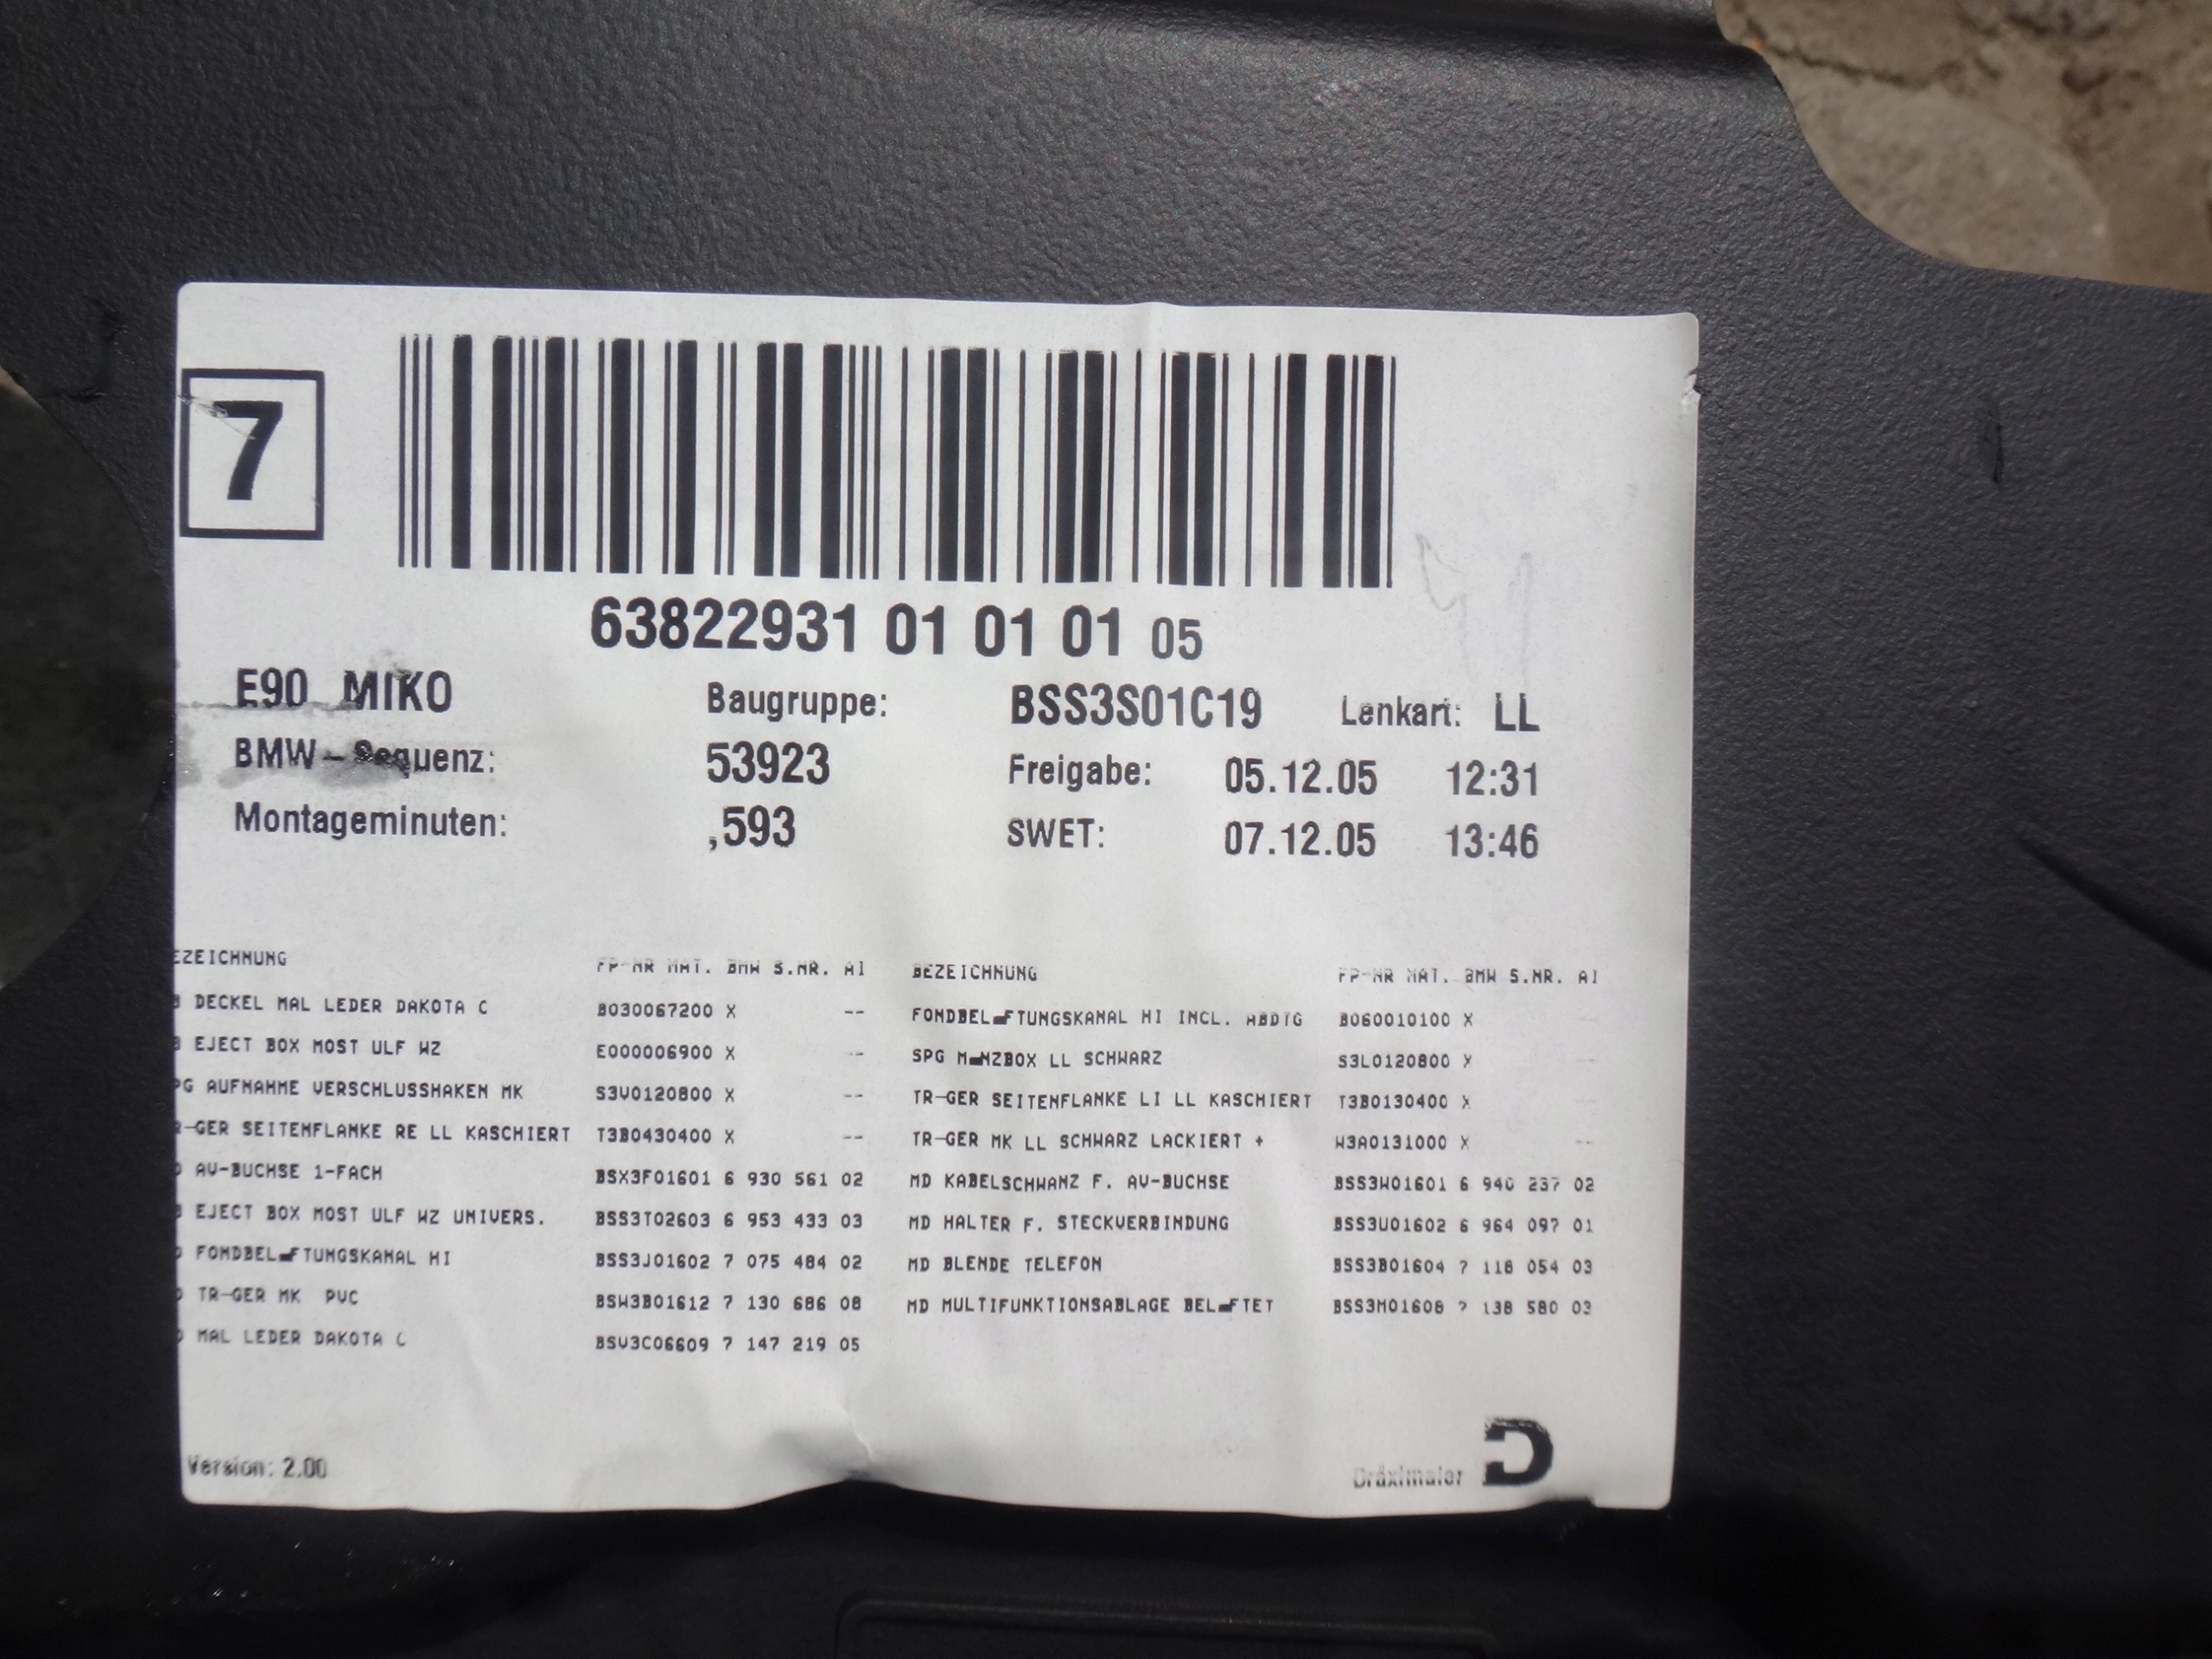 7
63822931 01 01 01 05
E90 MIKO Baugruppe: BSS3S01C19 Lenkart: LL
BMW-Sequenz: 53923 Freigabe: 05.12.05 12:31
Montageminuten: ,593 SWET: 07.12.05 13:46
EZEICHNUNG FP-NR MAT. BMW S.NR. AI BEZEICHNUNG FP-NR MAT. BMW S.NR. AI
DECKEL MAL LEDER DAKOTA C B030067200 X -- FONDBEL▄FTUNGSKANAL HI INCL. ABDTG B060010100 X --
EJECT BOX MOST ULF WZ E000006900 X -- SPG M▄NZBOX LL SCHWARZ S3L0120800 X --
PG AUFNAHME VERSCHLUSSHAKEN MK S3V0120800 X -- TR─GER SEITENFLANKE LI LL KASCHIERT T3B0130400 X
R─GER SEITENFLANKE RE LL KASCHIERT T3B0430400 X -- TR─GER MK LL SCHWARZ LACKIERT + W3A0131000 X --
AV-BUCHSE 1-FACH BSX3F01601 6 930 561 02 MD KABELSCHWANZ F. AV-BUCHSE BSS3W01601 6 940 237 02
EJECT BOX MOST ULF WZ UNIVERS. BSS3T02603 6 953 433 03 MD HALTER F. STECKVERBINDUNG BSS3U01602 6 964 097 01
FONDBEL▄FTUNGSKANAL HI BSS3J01602 7 075 484 02 MD BLENDE TELEFON BSS3B01604 7 118 054 03
TR─GER MK PVC BSW3B01612 7 130 686 08 MD MULTIFUNKTIONSABLAGE BEL▄FTET BSS3M01608 7 138 580 03
MAL LEDER DAKOTA C BSV3C06609 7 147 219 05
Version: 2.00 Dräxlmaier D